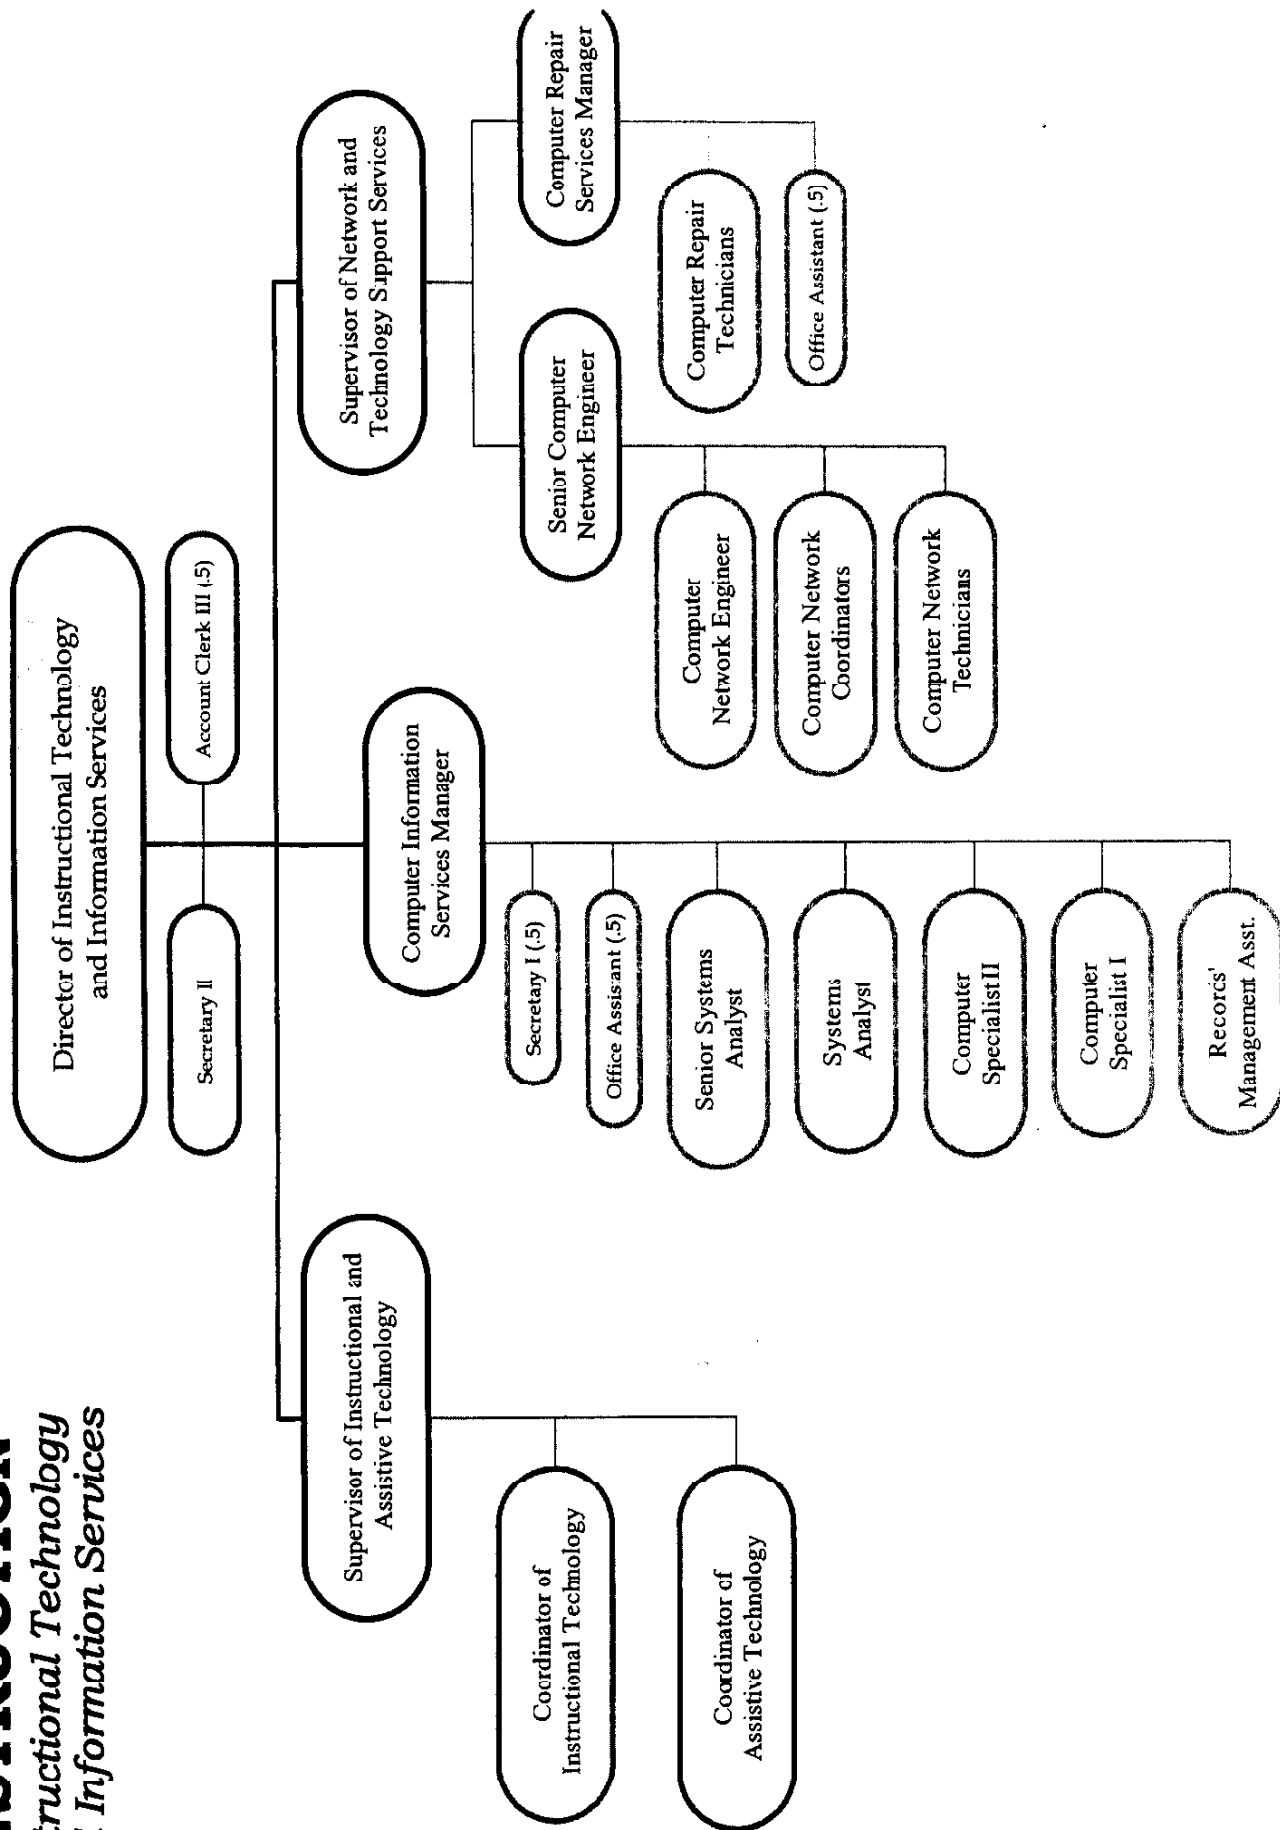 tructional Technology
Information Services
Director of Instructional Technology
and Information Services
Secretary II
Account Clerk III (.5)
Supervisor of Instructional and
Assistive Technology
Coordinator of
Instructional Technology
Coordinator of
Assistive Technology
Computer Information
Services Manager
Secretary I (.5)
Office Assistant (.5)
Senior Systems
Analyst
Systems
Analyst
Computer
Specialist II
Computer
Specialist I
Records'
Management Asst.
Supervisor of Network and
Technology Support Services
Senior Computer
Network Engineer
Computer
Network Engineer
Computer Network
Coordinators
Computer Network
Technicians
Computer Repair
Services Manager
Computer Repair
Technicians
Office Assistant (.5)